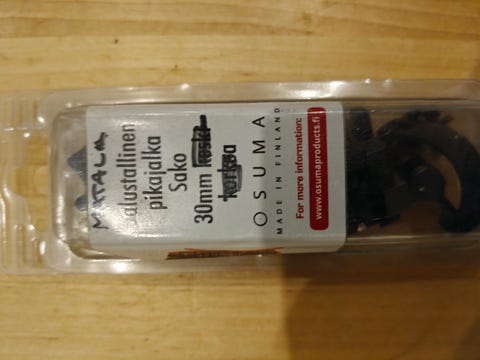 MATALA
alustallinen
pikajalka
Sako
30mm
korkea
OSUMA
MADE IN FINLAND
For more information:
www.osumaproducts.fi